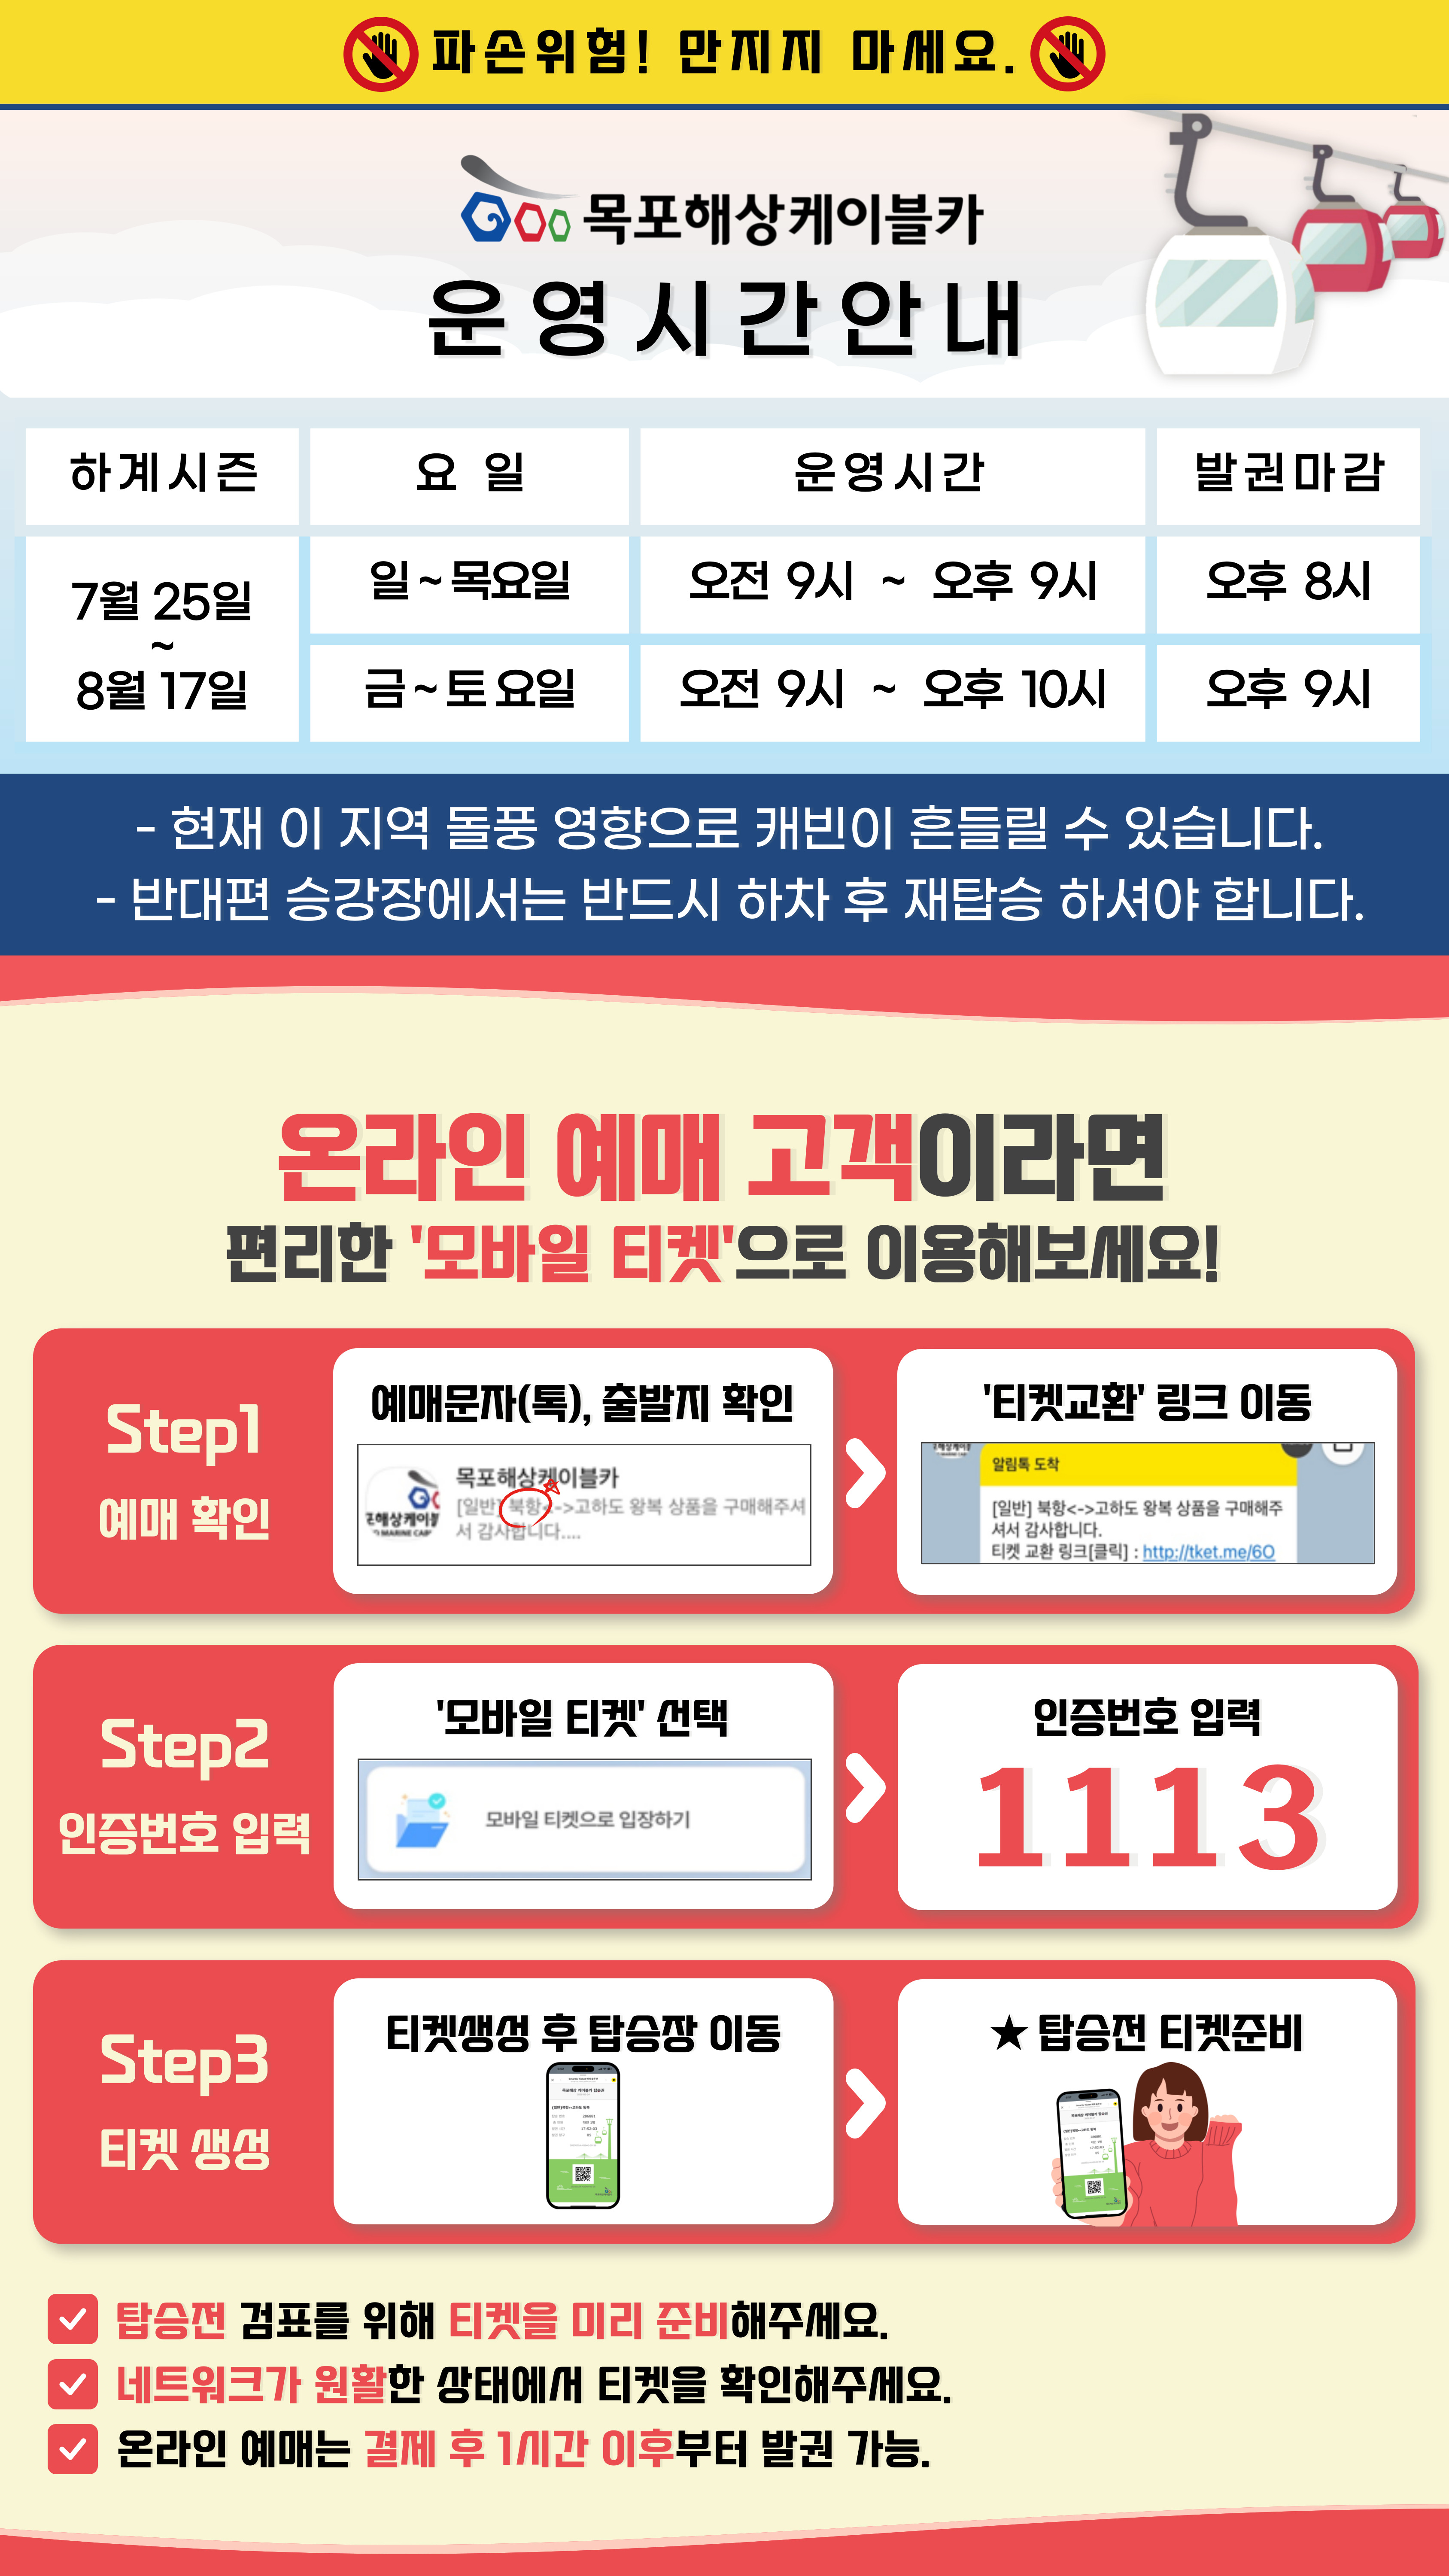 파손위험! 만지지 마세요.
목포해상케이블카
운영시간안내
하계시즌 요 일 운영시간 발권마감
7월 25일 ~ 8월 17일
일~목요일 오전 9시 ~ 오후 9시 오후 8시
금~토요일 오전 9시 ~ 오후 10시 오후 9시
- 현재 이 지역 돌풍 영향으로 캐빈이 흔들릴 수 있습니다.
- 반대편 승강장에서는 반드시 하차 후 재탑승 하셔야 합니다.
온라인 예매 고객이라면
편리한 '모바일 티켓'으로 이용해보세요!
Step1
예매 확인
예매문자(톡), 출발지 확인
목포해상케이블카
[일반] 북항<->고하도 왕복 상품을 구매해주셔
서 감사합니다....
'티켓교환' 링크 이동
알림톡 도착
[일반] 북항<->고하도 왕복 상품을 구매해주
셔서 감사합니다.
티켓 교환 링크[클릭] : http://tket.me/6O
Step2
인증번호 입력
'모바일 티켓' 선택
모바일 티켓으로 입장하기
인증번호 입력
1113
Step3
티켓 생성
티켓생성 후 탑승장 이동
★ 탑승전 티켓준비
탑승전 검표를 위해 티켓을 미리 준비해주세요.
네트워크가 원활한 상태에서 티켓을 확인해주세요.
온라인 예매는 결제 후 1시간 이후부터 발권 가능.